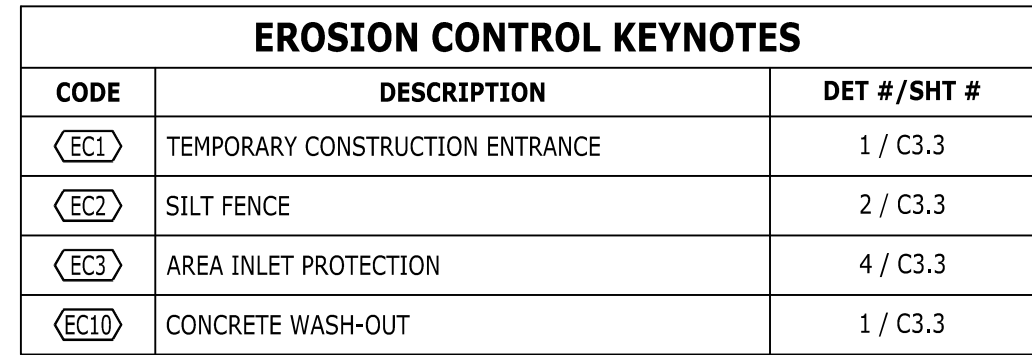 EROSION CONTROL KEYNOTES
CODE DESCRIPTION DET #/SHT #
EC1 TEMPORARY CONSTRUCTION ENTRANCE 1 / C3.3
EC2 SILT FENCE 2 / C3.3
EC3 AREA INLET PROTECTION 4 / C3.3
EC10 CONCRETE WASH-OUT 1 / C3.3